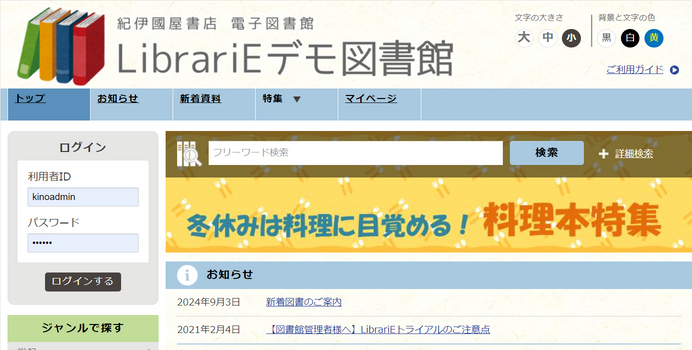 紀伊國屋書店 電子図書館
LibrariEデモ図書館
文字の大きさ
大 中 小
背景と文字の色
黒 白 黄
ご利用ガイド
トップ
お知らせ
新着資料
特集 ▼
マイページ
ログイン
利用者ID
kinoadmin
パスワード
••••••
ログインする
ジャンルで探す
フリーワード検索
検索
詳細検索
冬休みは料理に目覚める！ 料理本特集
お知らせ
2024年9月3日 新着図書のご案内
2021年2月4日 【図書館管理者様へ】LibrariEトライアルのご注意点